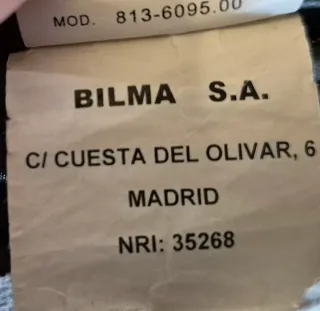 MOD. 813-6095.00
BILMA S.A.
C/ CUESTA DEL OLIVAR, 6
MADRID
NRI: 35268